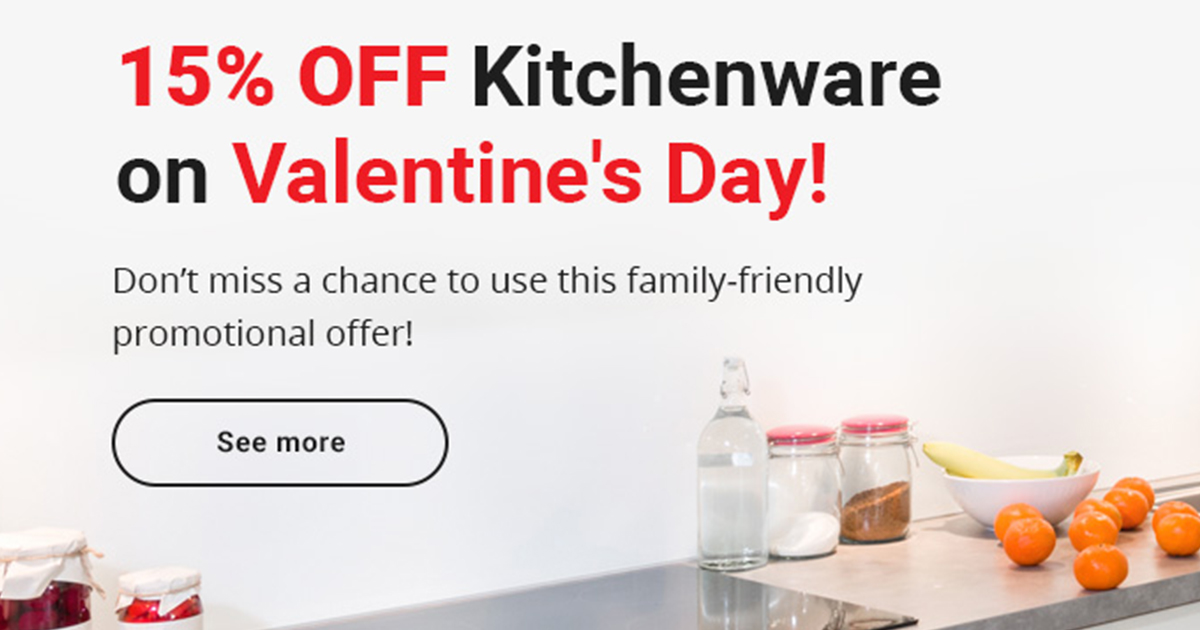 15% OFF Kitchenware
on Valentine's Day!
Don’t miss a chance to use this family-friendly
promotional offer!
See more